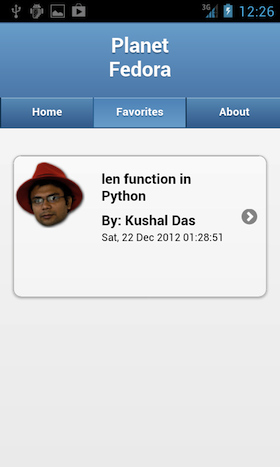 3G 12:26
Planet
Fedora
Home Favorites About
len function in
Python
By: Kushal Das
Sat, 22 Dec 2012 01:28:51